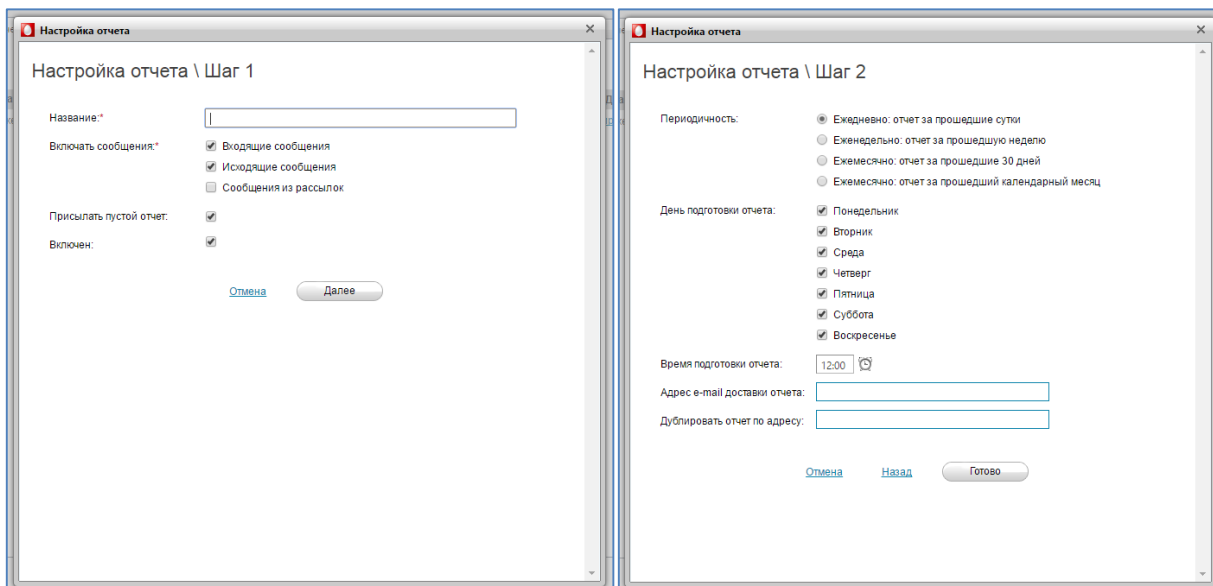 Настройка отчета
Настройка отчета \ Шаг 1
Название:*
Включать сообщения:*
Входящие сообщения
Исходящие сообщения
Сообщения из рассылок
Присылать пустой отчет:
Включен:
Отмена
Далее
Настройка отчета
Настройка отчета \ Шаг 2
Периодичность:
Ежедневно: отчет за прошедшие сутки
Еженедельно: отчет за прошедшую неделю
Ежемесячно: отчет за прошедшие 30 дней
Ежемесячно: отчет за прошедший календарный месяц
День подготовки отчета:
Понедельник
Вторник
Среда
Четверг
Пятница
Суббота
Воскресенье
Время подготовки отчета:
12:00
Адрес e-mail доставки отчета:
Дублировать отчет по адресу:
Отмена
Назад
Готово